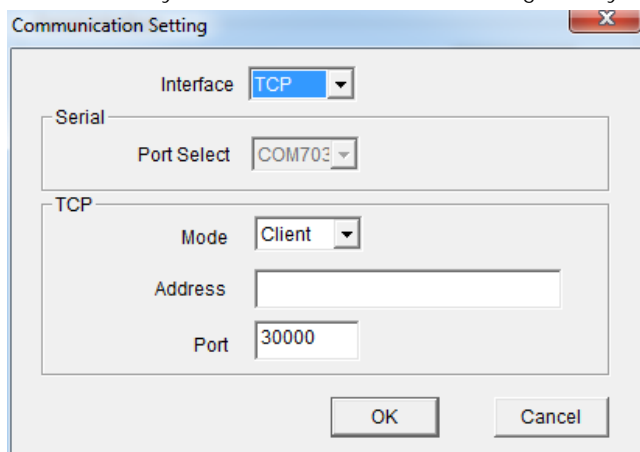 Communication Setting
X
Interface TCP
Serial
Port Select COM703
TCP
Mode Client
Address
Port 30000
OK Cancel